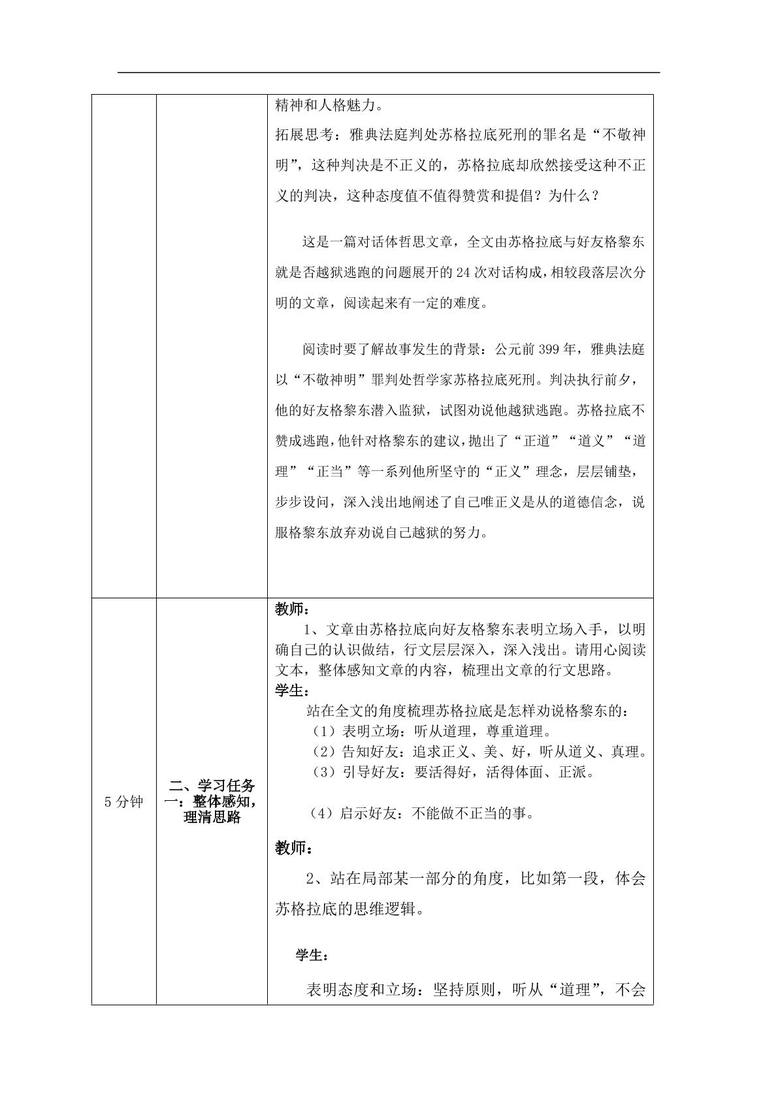 精神和人格魅力。
拓展思考：雅典法庭判处苏格拉底死刑的罪名是“不敬神
明”，这种判决是不正义的，苏格拉底却欣然接受这种不正
义的判决，这种态度值不值得赞赏和提倡？为什么？
这是一篇对话体哲思文章，全文由苏格拉底与好友格黎东
就是否越狱逃跑的问题展开的 24 次对话构成，相较段落层次分
明的文章，阅读起来有一定的难度。
阅读时要了解故事发生的背景：公元前 399 年，雅典法庭
以“不敬神明”罪判处哲学家苏格拉底死刑。判决执行前夕，
他的好友格黎东潜入监狱，试图劝说他越狱逃跑。苏格拉底不
赞成逃跑，他针对格黎东的建议，抛出了“正道”“道义”“道
理”“正当”等一系列他所坚守的“正义”理念，层层铺垫，
步步设问，深入浅出地阐述了自己唯正义是从的道德信念，说
服格黎东放弃劝说自己越狱的努力。
5 分钟
二、学习任务
一：整体感知，
理清思路
教师：
1、文章由苏格拉底向好友格黎东表明立场入手，以明
确自己的认识做结，行文层层深入，深入浅出。请用心阅读
文本，整体感知文章的内容，梳理出文章的行文思路。
学生：
站在全文的角度梳理苏格拉底是怎样劝说格黎东的：
（1）表明立场：听从道理，尊重道理。
（2）告知好友：追求正义、美、好，听从道义、真理。
（3）引导好友：要活得好，活得体面、正派。
（4）启示好友：不能做不正当的事。
教师：
2、站在局部某一部分的角度，比如第一段，体会
苏格拉底的思维逻辑。
学生：
表明态度和立场：坚持原则，听从“道理”，不会